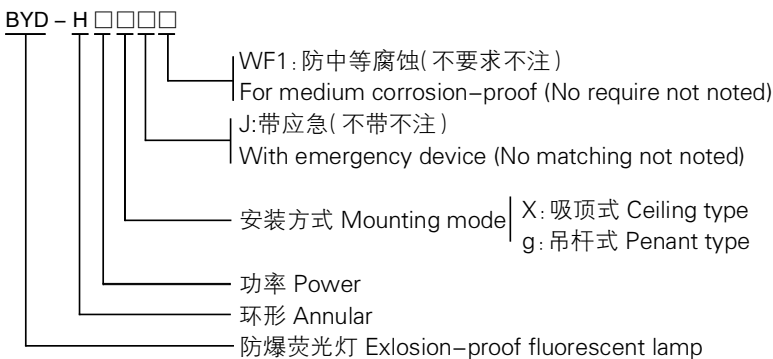 BYD – H□□□□
WF1:防中等腐蚀(不要求不注)
For medium corrosion–proof (No require not noted)
J:带应急(不带不注)
With emergency device (No matching not noted)
安装方式 Mounting mode X:吸顶式 Ceiling type
g:吊杆式 Penant type
功率 Power
环形 Annular
防爆荧光灯 Exlosion–proof fluorescent lamp